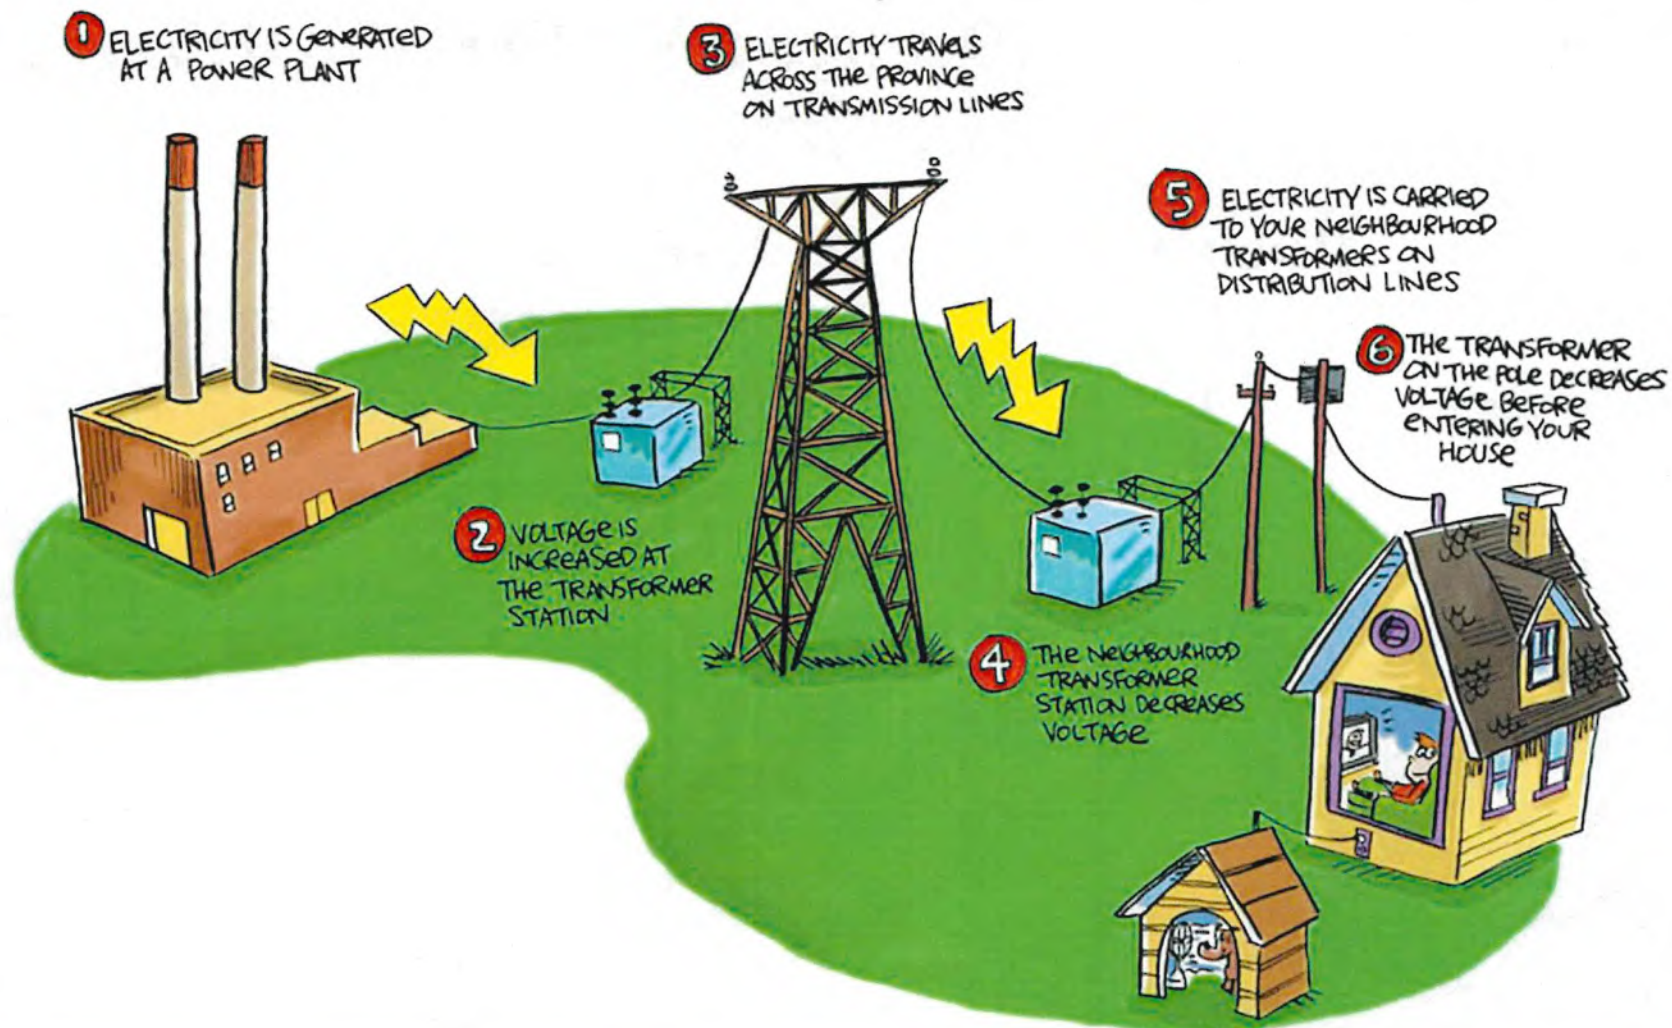 1 ELECTRICITY IS GENERATED
AT A POWER PLANT
2 VOLTAGE IS
INCREASED AT
THE TRANSFORMER
STATION
3 ELECTRICITY TRAVELS
ACROSS THE PROVINCE
ON TRANSMISSION LINES
4 THE NEIGHBOURHOOD
TRANSFORMER
STATION DECREASES
VOLTAGE
5 ELECTRICITY IS CARRIED
TO YOUR NEIGHBOURHOOD
TRANSFORMERS ON
DISTRIBUTION LINES
6 THE TRANSFORMER
ON THE POLE DECREASES
VOLTAGE BEFORE
ENTERING YOUR
HOUSE